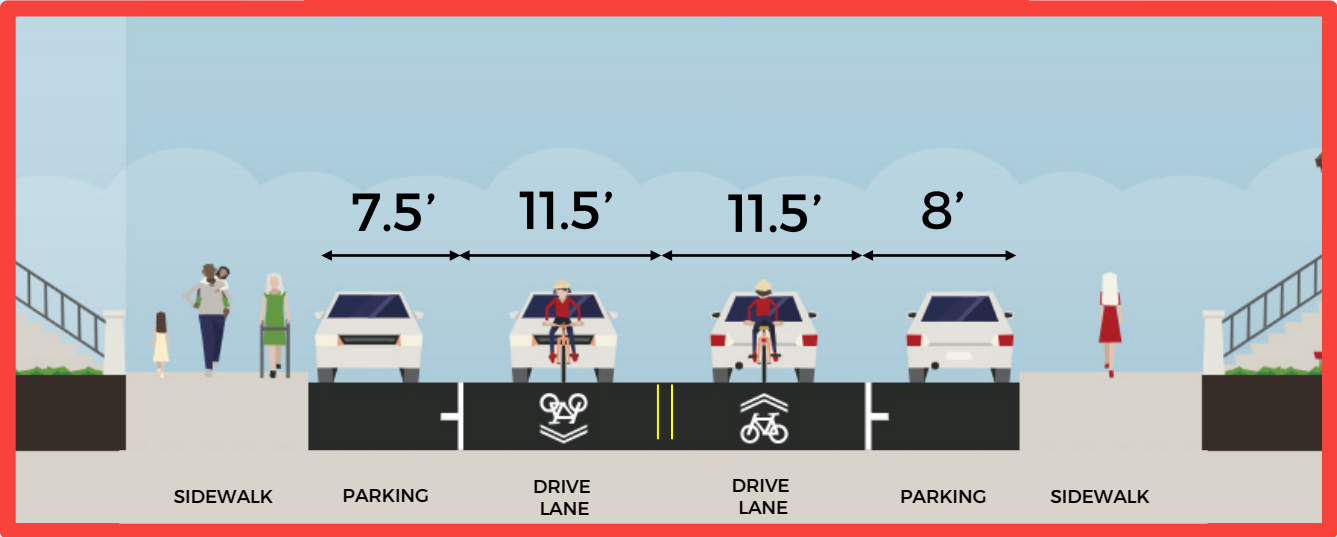 7.5’
11.5’
11.5’
8’
SIDEWALK
PARKING
DRIVE
LANE
DRIVE
LANE
PARKING
SIDEWALK